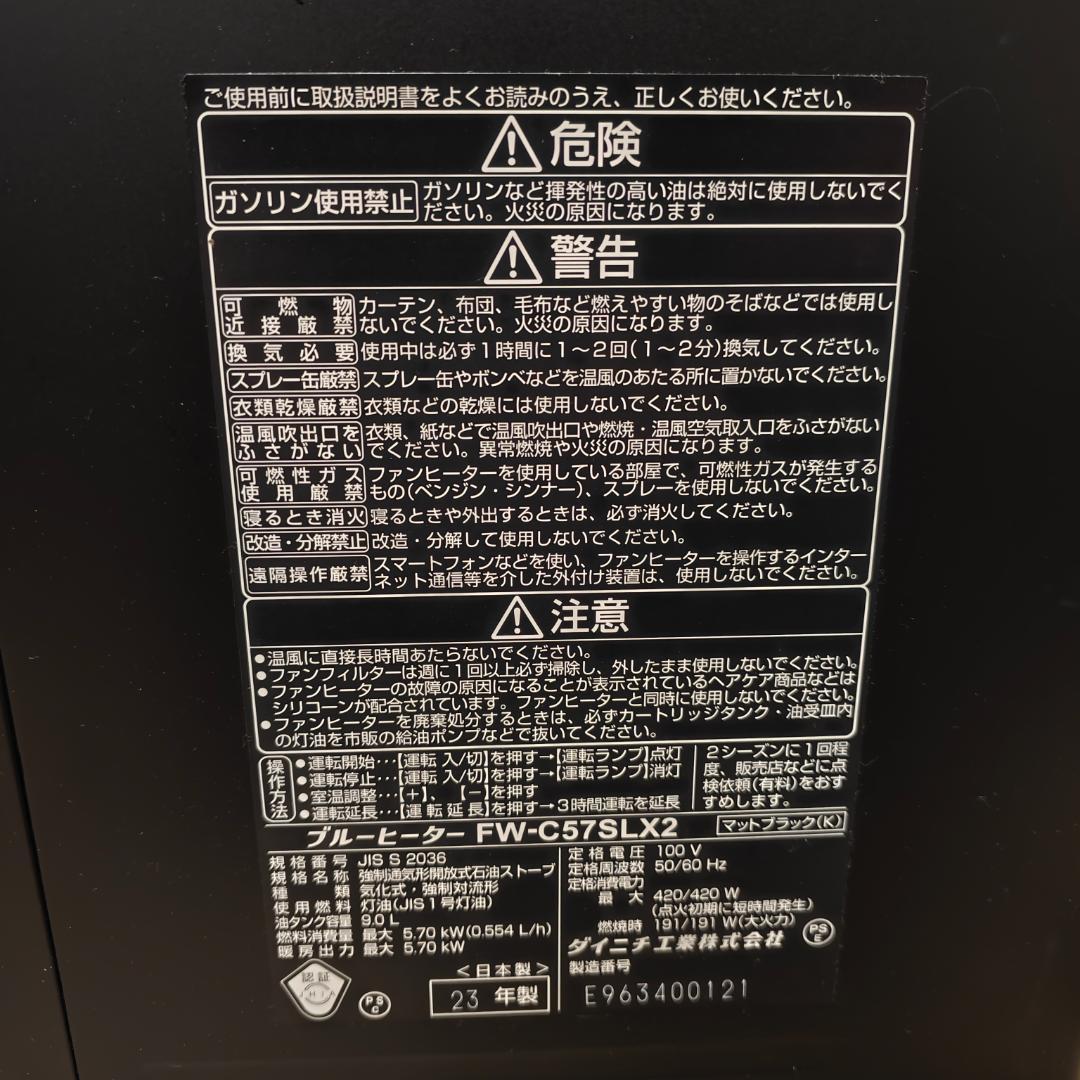 ご使用前に取扱説明書をよくお読みのうえ、正しくお使いください。
危険
ガソリン使用禁止 ガソリンなど揮発性の高い油は絶対に使用しないでく
ださい。火災の原因になります。
警告
可燃物 カーテン、布団、毛布など燃えやすい物のそばなどでは使用し
近接厳禁 ないでください。火災の原因になります。
換気必要 使用中は必ず1時間に1〜2回(1〜2分)換気してください。
スプレー缶厳禁 スプレー缶やボンベなどを温風のあたる所に置かないでください。
衣類乾燥厳禁 衣類などの乾燥には使用しないでください。
温風吹出口を 衣類、紙などで温風吹出口や燃焼・温風空気取入口をふさがない
ふさがない でください。異常燃焼や火災の原因になります。
可燃性ガス ファンヒーターを使用している部屋で、可燃性ガスが発生する
使用厳禁 もの(ベンジン・シンナー)、スプレーを使用しないでください。
寝るとき消火 寝るときや外出するときは、必ず消火してください。
改造・分解禁止 改造・分解して使用しないでください。
遠隔操作厳禁 スマートフォンなどを使い、ファンヒーターを操作するインター
ネット通信等を介した外付け装置は、使用しないでください。
注意
●温風に直接長時間あたらないでください。
●ファンフィルターは週に1回以上必ず掃除し、外したまま使用しないでください。
●ファンヒーターの故障の原因になることが表示されているヘアケア商品などは
シリコーンが配合されています。ファンヒーターと同時に使用しないでください。
●ファンヒーターを廃棄処分するときは、必ずカートリッジタンク・油受皿内
の灯油を市販の給油ポンプなどで抜いてください。
操作方法
●運転開始･･･【運転 入/切】を押す→【運転ランプ】点灯
●運転停止･･･【運転 入/切】を押す→【運転ランプ】消灯
●室温調整･･･【＋】、【－】を押す
●運転延長･･･【運転延長】を押す→3時間運転を延長
2シーズンに1回程
度、販売店などに点
検依頼(有料)をおす
すめします。
ブルーヒーター FW-C57SLX2 マットブラック(K)
規格番号 JIS S 2036
規格名称 強制通気形開放式石油ストーブ
種類 気化式・強制対流形
使用燃料 灯油(JIS1号灯油)
油タンク容量 9.0 L
燃料消費量 最大 5.70 kW(0.554 L/h)
暖房出力 最大 5.70 kW
定格電圧 100 V
定格周波数 50/60 Hz
定格消費電力
最大 420/420 W
(点火初期に短時間発生)
燃焼時 191/191 W(大火力)
ダイニチ工業株式会社 PSE
製造番号
E963400121
認証
JHIA
PSC
<日本製>
23 年製